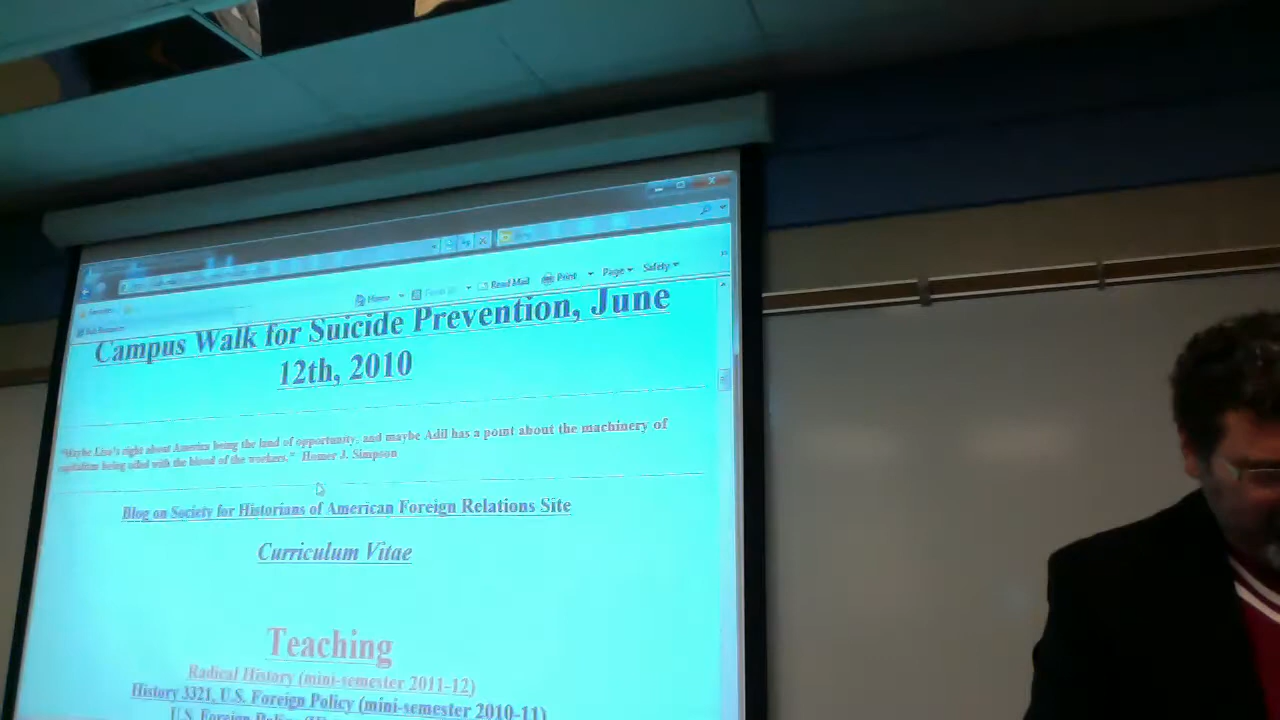 Home
Read Mail
Print
Page
Safety
Campus Walk for Suicide Prevention, June
12th, 2010
"Maybe Lisa's right about America being the land of opportunity, and maybe Adil has a point about the machinery of
capitalism being oiled with the blood of the workers." Homer J. Simpson
Blog on Society for Historians of American Foreign Relations Site
Curriculum Vitae
Teaching
Radical History (mini-semester 2011-12)
History 3321, U.S. Foreign Policy (mini-semester 2010-11)
U.S. Foreign Policy